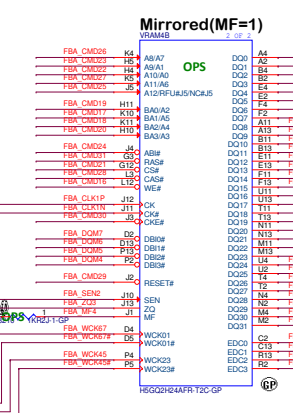 Mirrored(MF=1)
VRAM4B
2 OF 2
OPS
FBA_CMD26 K4 A8/A7 DQ0 A4
FBA_CMD23 H5 A9/A1 DQ1 A2
FBA_CMD22 H4 A10/A0 DQ2 B4
FBA_CMD27 K5 A11/A6 DQ3 B2
FBA_CMD25 J5 A12/RFU#J5/NC#J5 DQ4 E4
DQ5 E2
FBA_CMD19 H11 BA0/A2 DQ6 F4
FBA_CMD17 K10 BA1/A5 DQ7 F2
FBA_CMD18 K11 BA2/A4 DQ8 A11
FBA_CMD20 H10 BA3/A3 DQ9 A13
DQ10 B11
FBA_CMD24 J4 ABI# DQ11 B13
FBA_CMD31 G3 RAS# DQ12 E11
FBA_CMD21 G12 CS# DQ13 E13
FBA_CMD28 L3 CAS# DQ14 F11
FBA_CMD16 L12 WE# DQ15 F13
DQ16 U11
FBA_CLK1P J12 CK# DQ17 U13
FBA_CLK1N J11 CK# DQ18 T11
FBA_CMD30 J3 CKE# DQ19 T13
DQ20 N11
FBA_DQM7 D2 DBI0# DQ21 N13
FBA_DQM6 D13 DBI1# DQ22 M11
FBA_DQM5 P13 DBI2# DQ23 M13
FBA_DQM4 P2 DBI3# DQ24 U4
DQ25 U2
FBA_CMD29 J2 RESET# DQ26 T4
DQ27 T2
FBA_SEN2 J10 SEN DQ28 N4
FBA_ZQ3 J13 ZQ DQ29 N2
FBA_MF4 J1 MF DQ30 M4
1KR2J-1-GP DQ31 M2
FBA_WCK67 D4 WCK01
FBA_WCK67# D5 WCK01# EDC0 C2
EDC1 C13
FBA_WCK45 P4 WCK23 EDC2 R13
FBA_WCK45# P5 WCK23# EDC3 R2
H5GQ2H24AFR-T2C-GP
GP